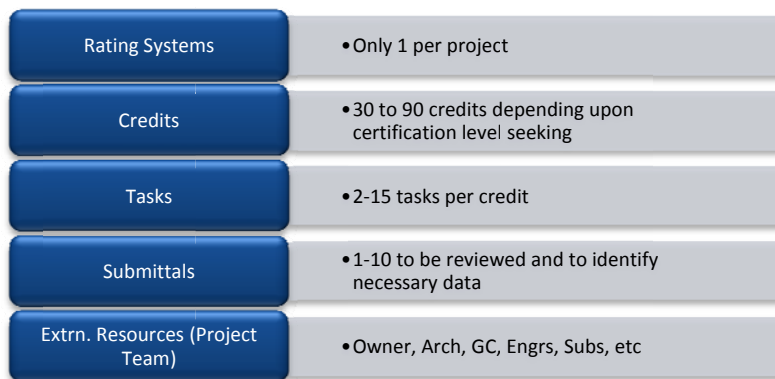 Rating Systems
•Only 1 per project
Credits
•30 to 90 credits depending upon
certification level seeking
Tasks
•2-15 tasks per credit
Submittals
•1-10 to be reviewed and to identify
necessary data
Extrn. Resources (Project
Team)
•Owner, Arch, GC, Engrs, Subs, etc